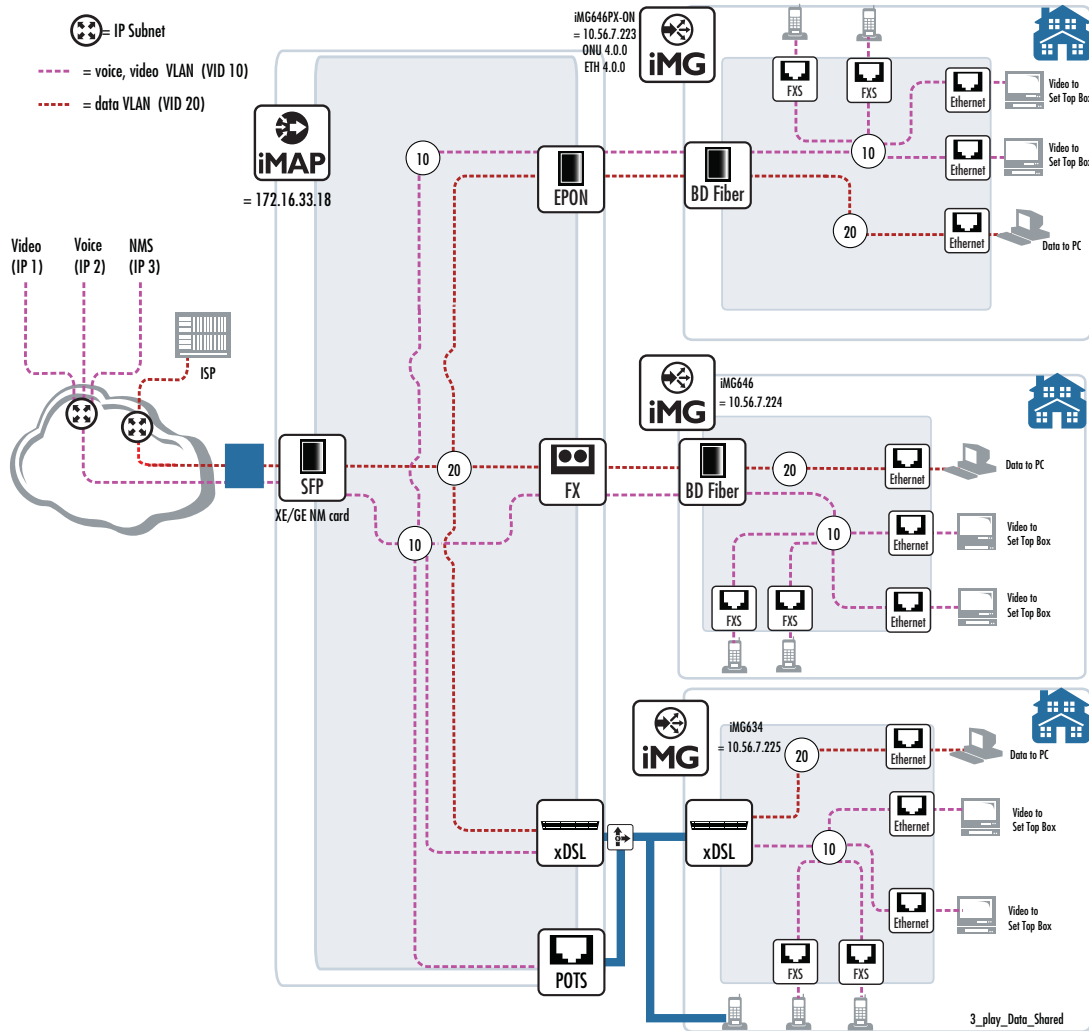 = IP Subnet
= voice, video VLAN (VID 10)
= data VLAN (VID 20)
iMAP
= 172.16.33.18
Video
(IP 1)
Voice
(IP 2)
NMS
(IP 3)
ISP
SFP
XE/GE NM card
10
20
10
EPON
FX
xDSL
POTS
iMG646PX-ON
= 10.56.7.223
ONU 4.0.0
ETH 4.0.0
iMG
FXS
FXS
Ethernet
Video to
Set Top Box
10
Ethernet
Video to
Set Top Box
BD Fiber
20
Ethernet
Data to PC
iMG
iMG646
= 10.56.7.224
BD Fiber
20
Ethernet
Data to PC
10
Ethernet
Video to
Set Top Box
FXS
FXS
Ethernet
Video to
Set Top Box
iMG
iMG634
= 10.56.7.225
20
Ethernet
Data to PC
xDSL
10
Ethernet
Video to
Set Top Box
Ethernet
Video to
Set Top Box
FXS
FXS
3_play_Data_Shared